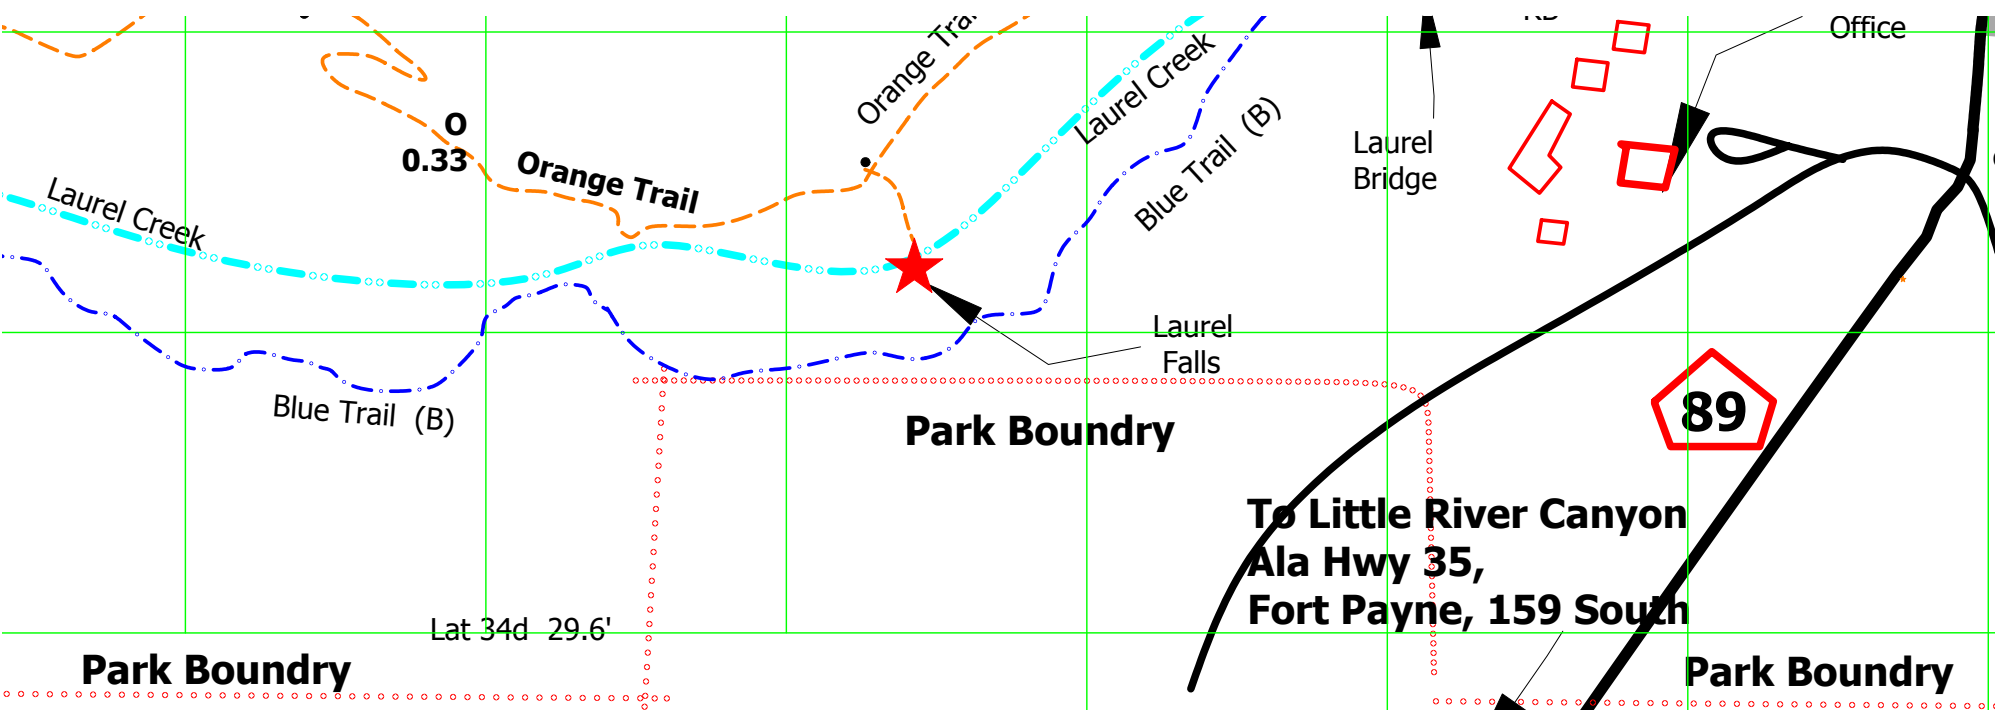 Office
Orange
Laurel Creek
O
0.33
Orange Trail
Blue Trail (B)
Laurel
Bridge
Laurel Creek
Laurel
Falls
Blue Trail (B)
89
Park Boundry
To Little River Canyon
Ala Hwy 35,
Fort Payne, 159 South
Lat 34d 29.6'
Park Boundry
Park Boundry